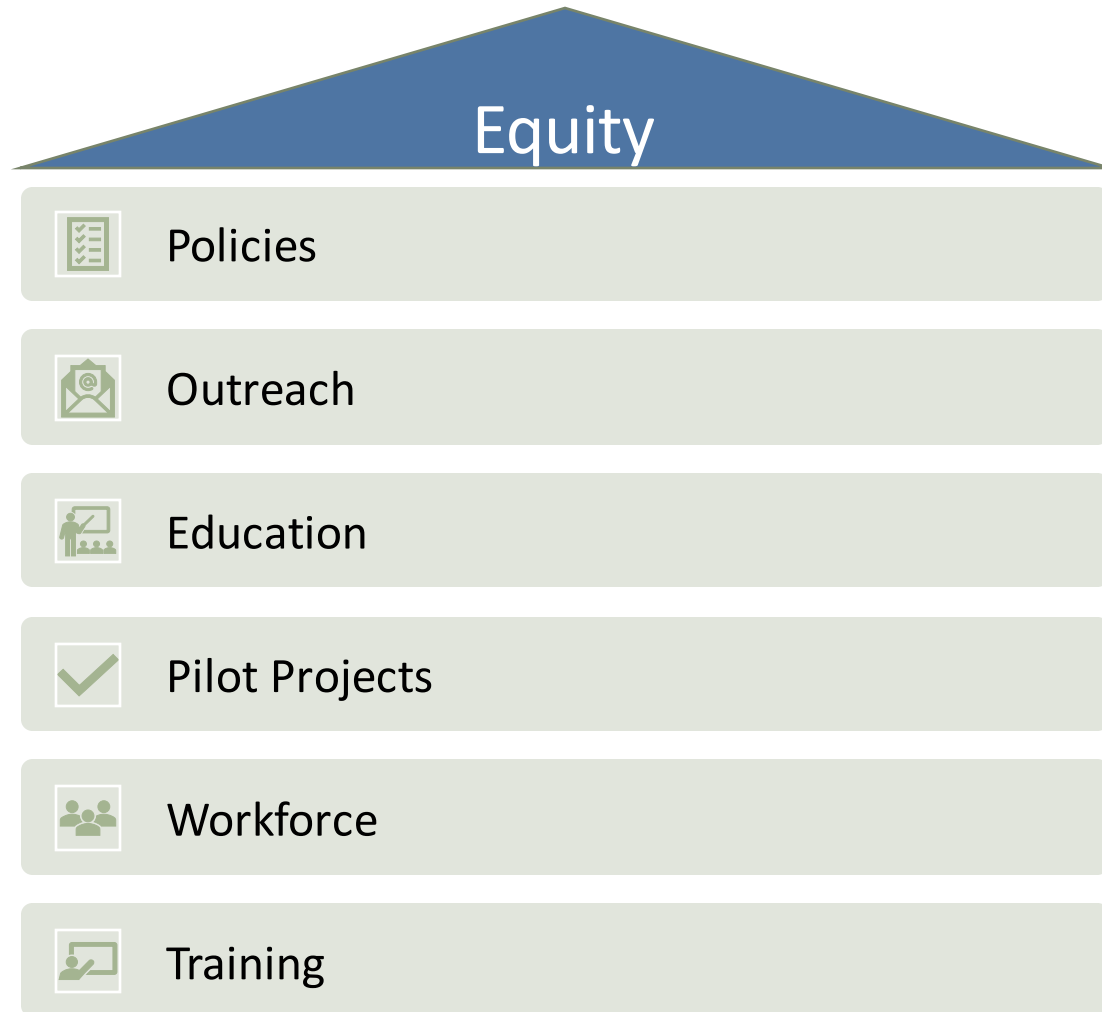 Equity
Policies
Outreach
Education
Pilot Projects
Workforce
Training